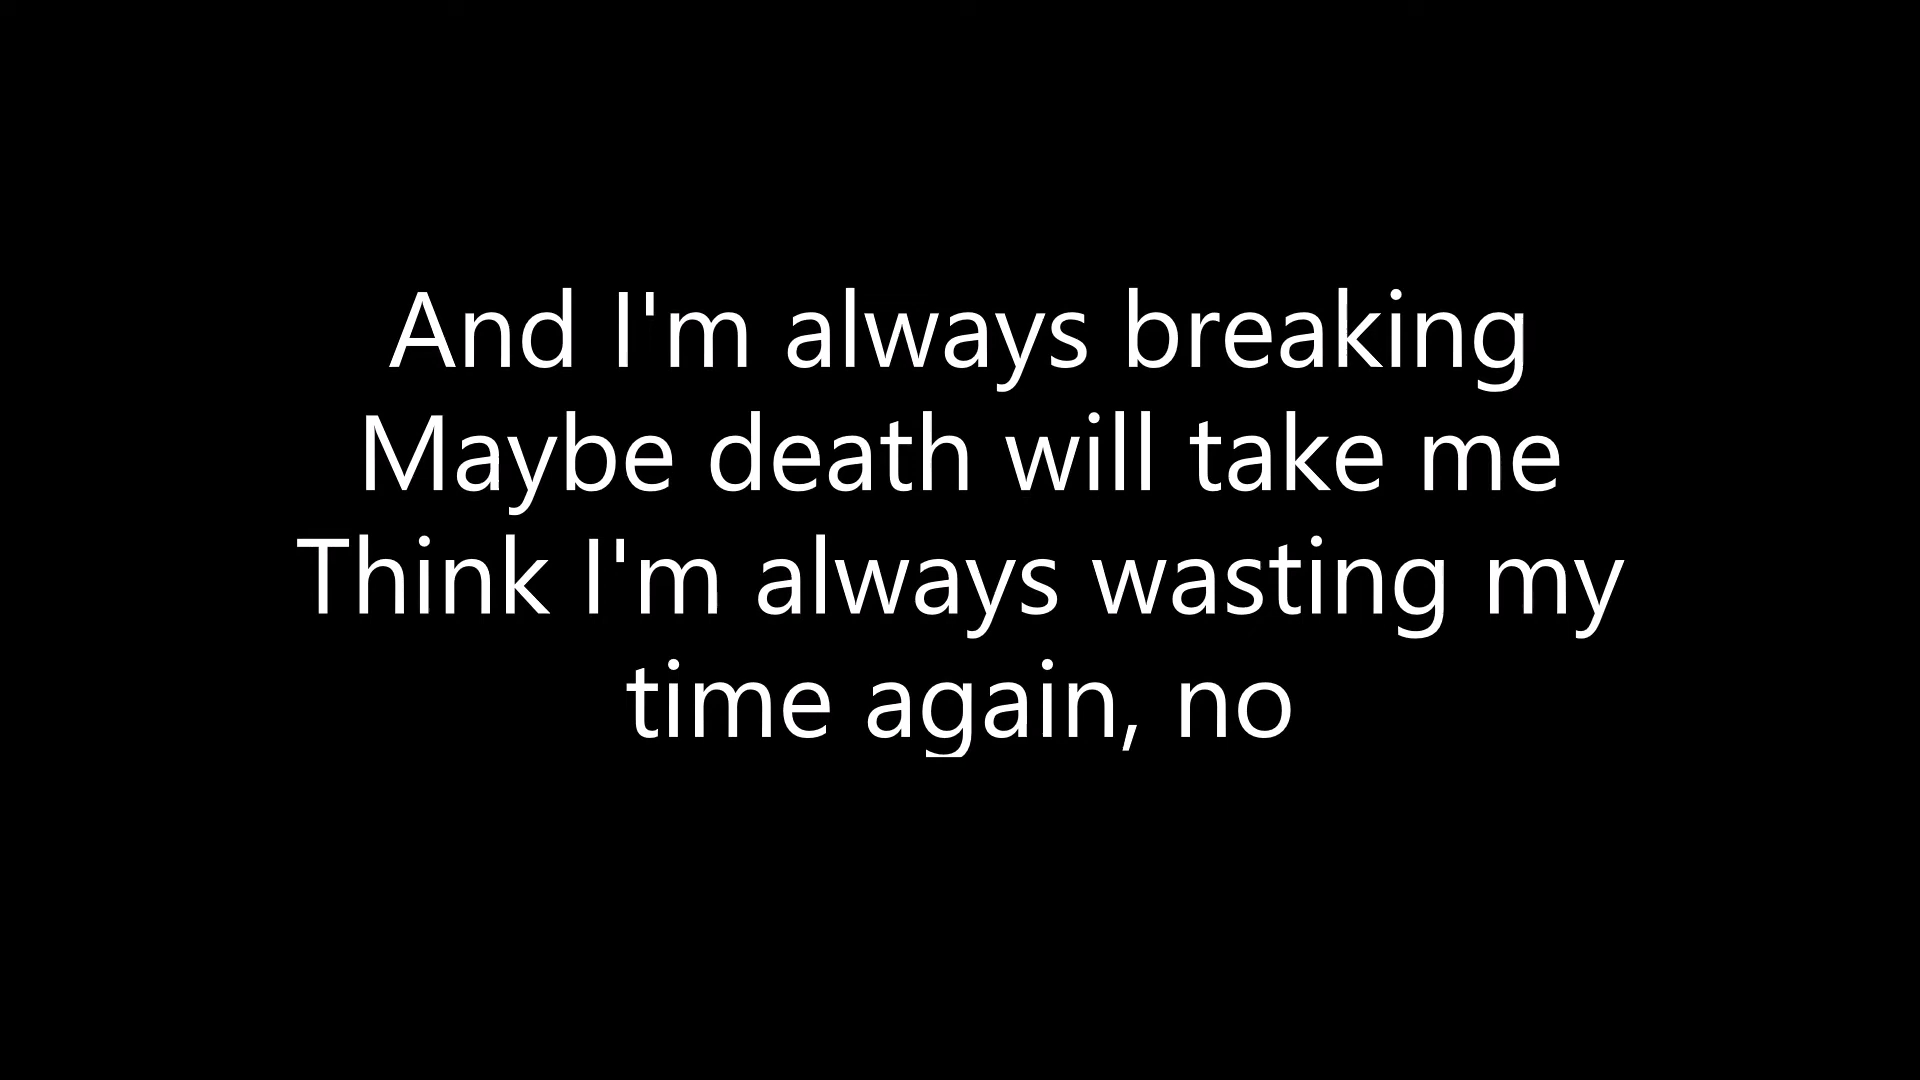 And I'm always breaking
Maybe death will take me
Think I'm always wasting my
time again, no